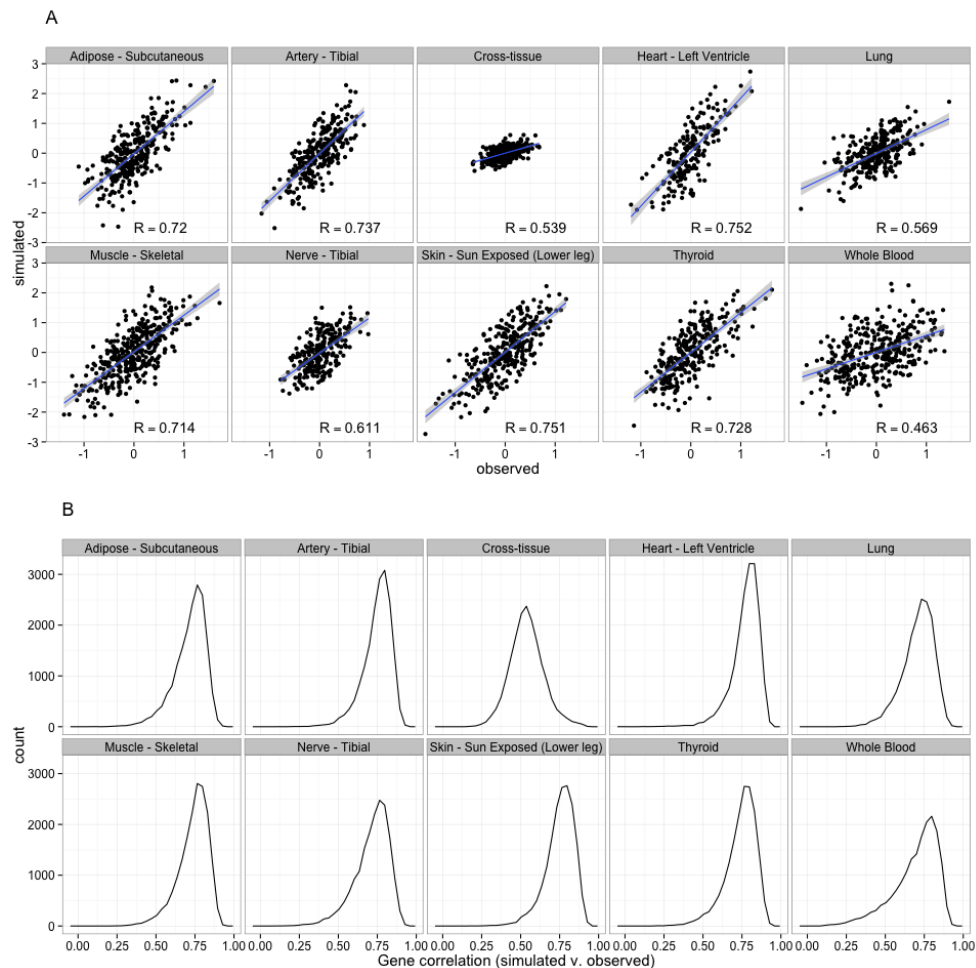 A
Adipose - Subcutaneous Artery - Tibial Cross-tissue Heart - Left Ventricle Lung
3
2
1
0
-1
-2
-3
R = 0.72 R = 0.737 R = 0.539 R = 0.752 R = 0.569
simulated
Muscle - Skeletal Nerve - Tibial Skin - Sun Exposed (Lower leg) Thyroid Whole Blood
3
2
1
0
-1
-2
-3
R = 0.714 R = 0.611 R = 0.751 R = 0.728 R = 0.463
-1 0 1 -1 0 1 -1 0 1 -1 0 1 -1 0 1
observed
B
Adipose - Subcutaneous Artery - Tibial Cross-tissue Heart - Left Ventricle Lung
3000
2000
1000
0
count
Muscle - Skeletal Nerve - Tibial Skin - Sun Exposed (Lower leg) Thyroid Whole Blood
3000
2000
1000
0
0.00 0.25 0.50 0.75 1.00 0.00 0.25 0.50 0.75 1.00 0.00 0.25 0.50 0.75 1.00 0.00 0.25 0.50 0.75 1.00 0.00 0.25 0.50 0.75 1.00
Gene correlation (simulated v. observed)